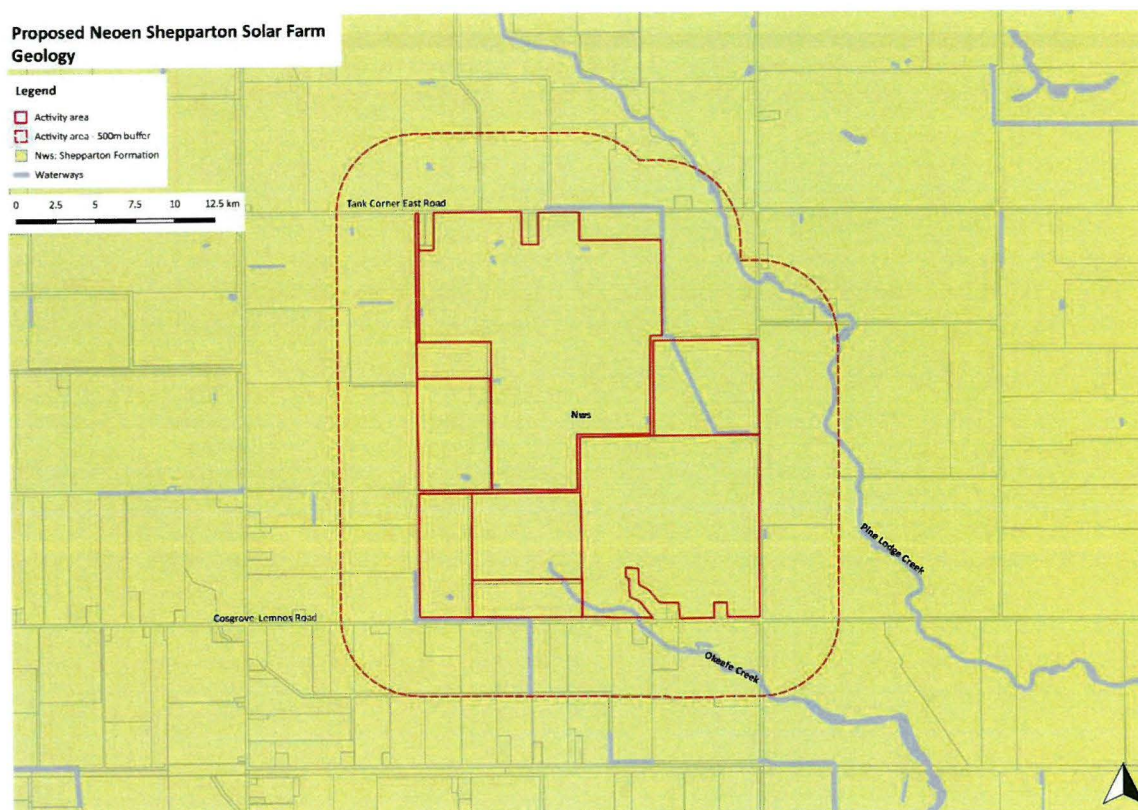 Proposed Neoen Shepparton Solar Farm
Geology
Legend
Activity area
Activity area - 500m buffer
Nws: Shepparton Formation
Waterways
0 2.5 5 7.5 10 12.5 km
Tank Corner East Road
Nws
Pine Lodge Creek
Cosgrove-Lemnos Road
Okeefe Creek